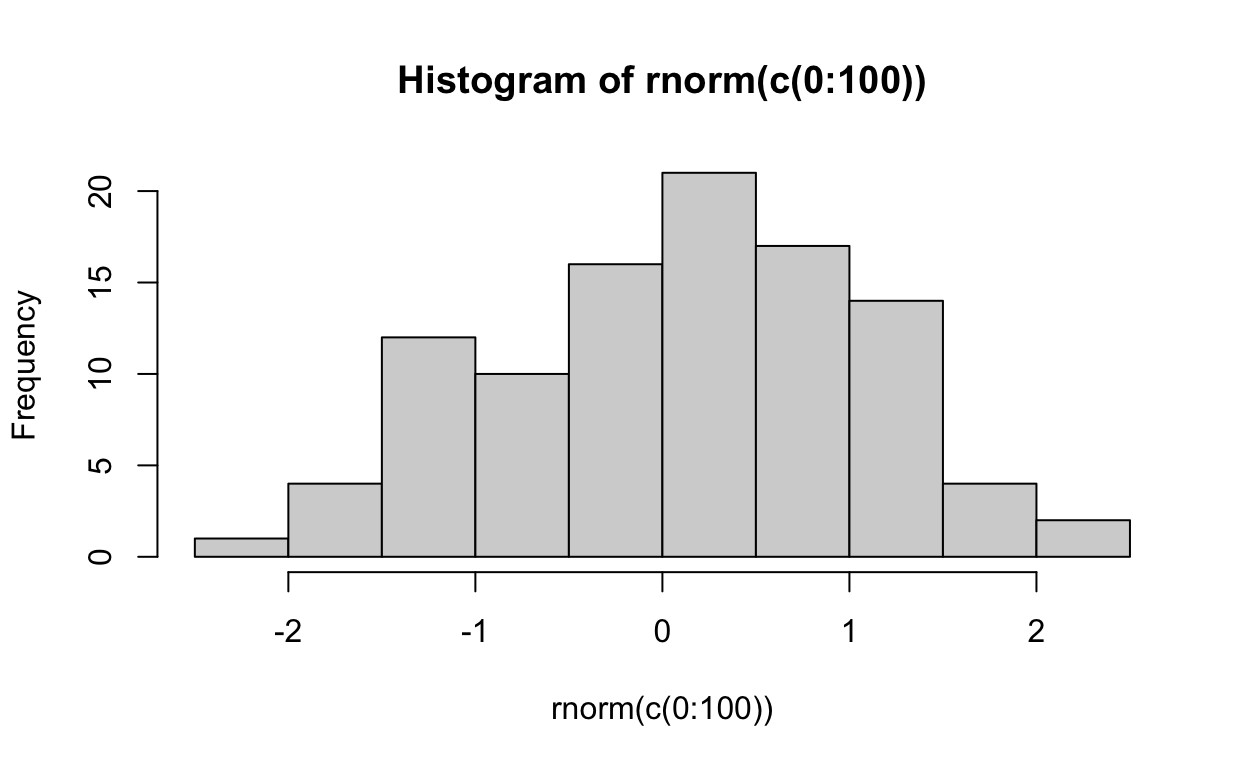 Histogram of rnorm(c(0:100))
20
15
10
5
0
Frequency
-2 -1 0 1 2
rnorm(c(0:100))